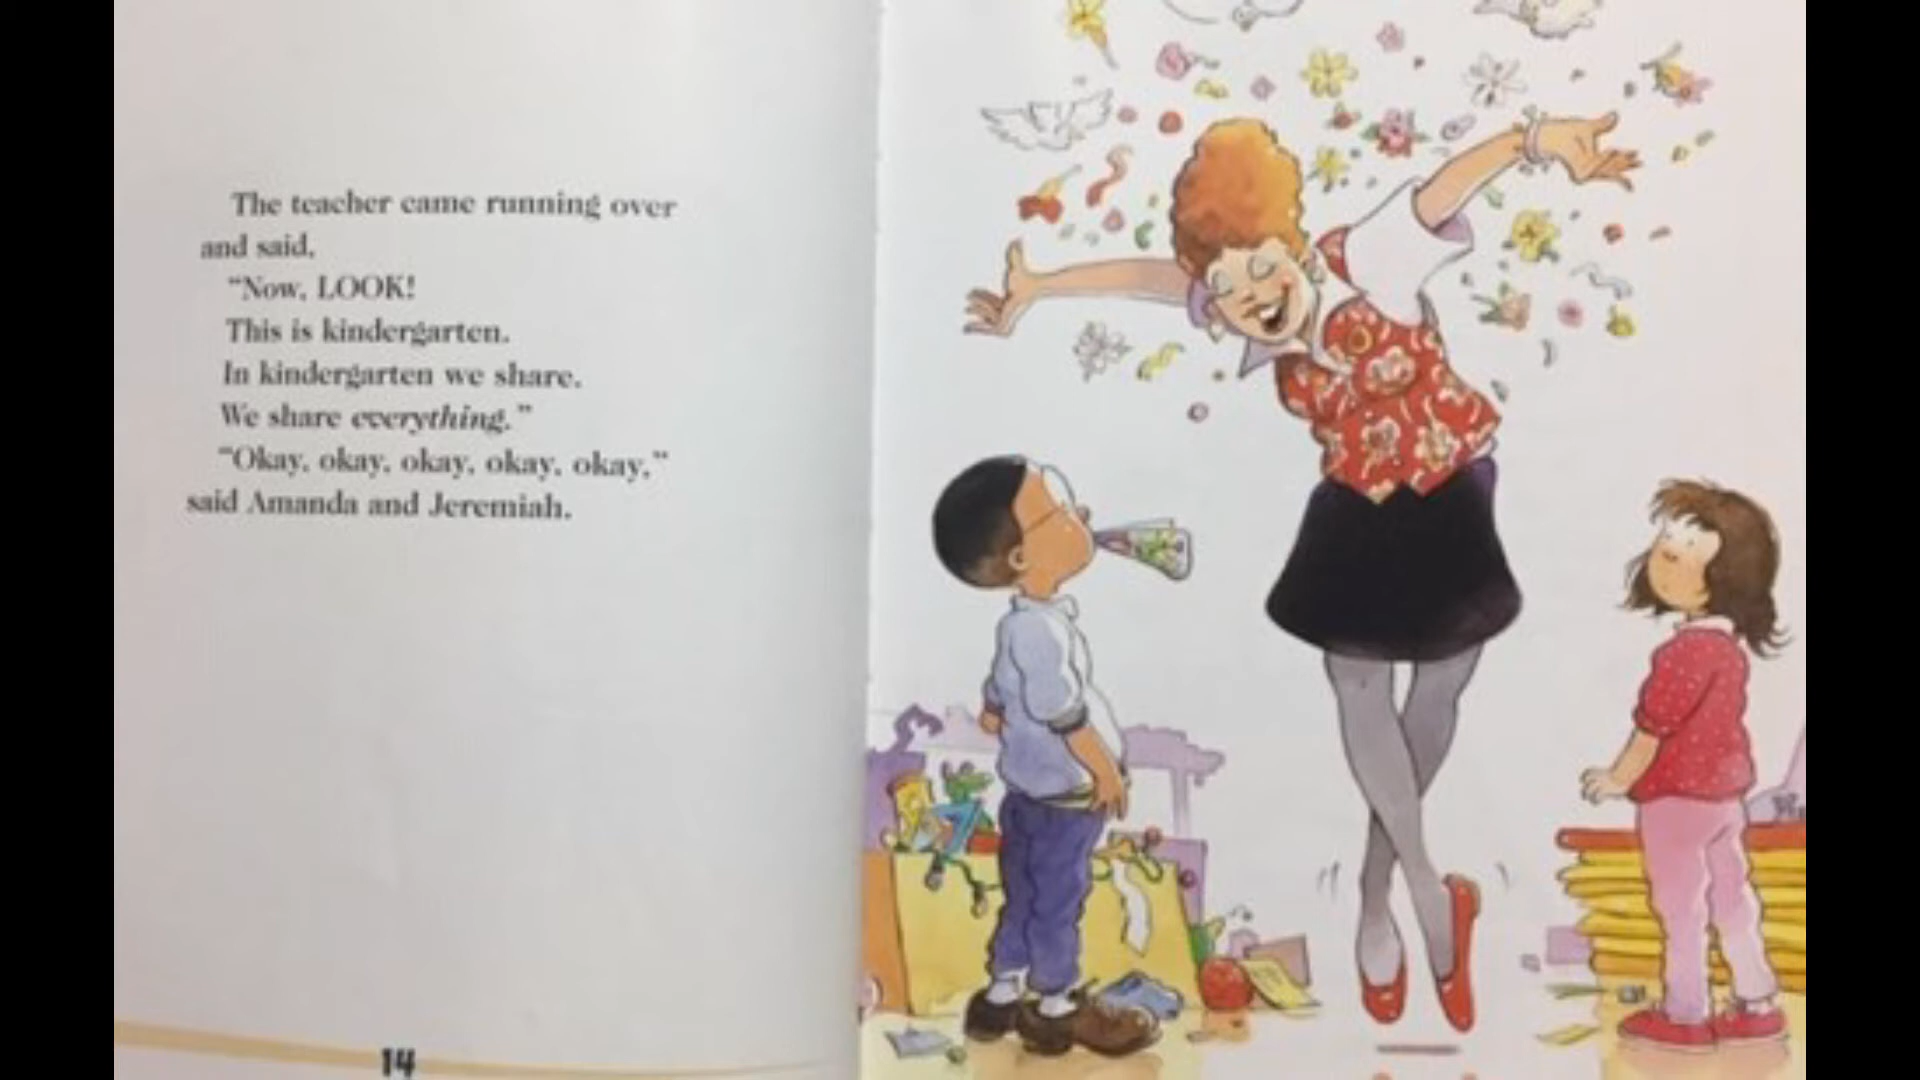 The teacher came running over
and said,
“Now, LOOK!
This is kindergarten.
In kindergarten we share.
We share everything.”
“Okay, okay, okay, okay, okay,”
said Amanda and Jeremiah.
14